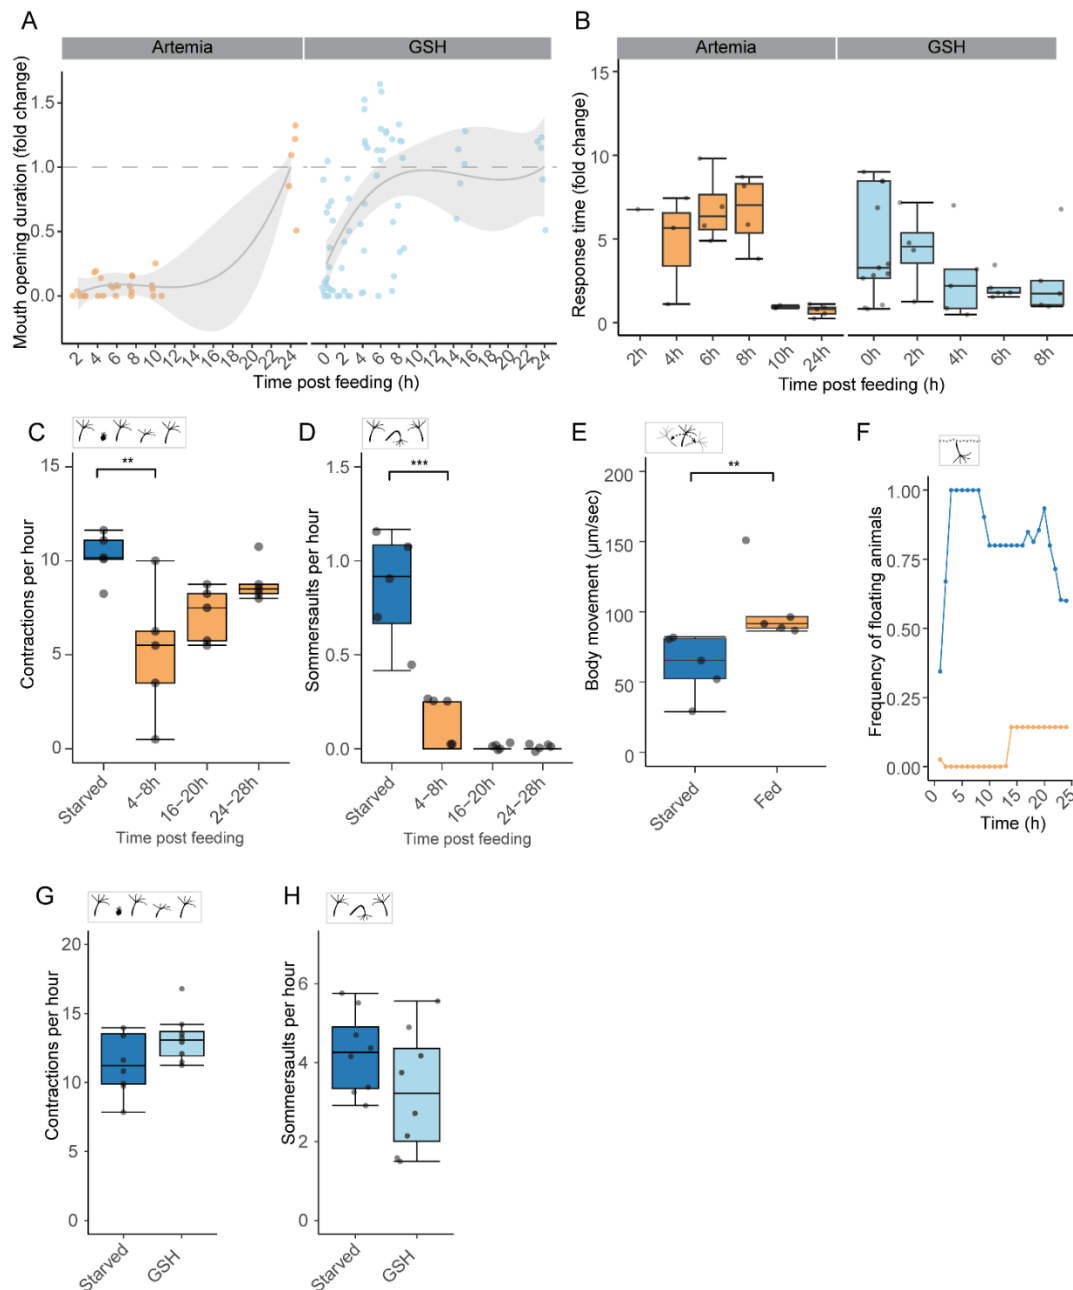 A
Artemia
GSH
Mouth opening duration (fold change)
1.5
1.0
0.5
0.0
2 4 6 8 10 12 14 16 18 20 22 24
0 2 4 6 8 10 12 14 16 18 20 22 24
Time post feeding (h)
B
Artemia
GSH
Response time (fold change)
15
10
5
0
2h 4h 6h 8h 10h 24h
0h 2h 4h 6h 8h
Time post feeding (h)
C
Contractions per hour
15
10
5
0
**
Starved 4–8h 16–20h 24–28h
Time post feeding
D
Sommersaults per hour
1.5
1.0
0.5
0.0
***
Starved 4–8h 16–20h 24–28h
Time post feeding
E
Body movement (µm/sec)
200
150
100
50
0
**
Starved Fed
F
Frequency of floating animals
1.00
0.75
0.50
0.25
0.00
0 5 10 15 20 25
Time (h)
G
Contractions per hour
20
15
10
5
0
Starved GSH
H
Sommersaults per hour
6
4
2
0
Starved GSH